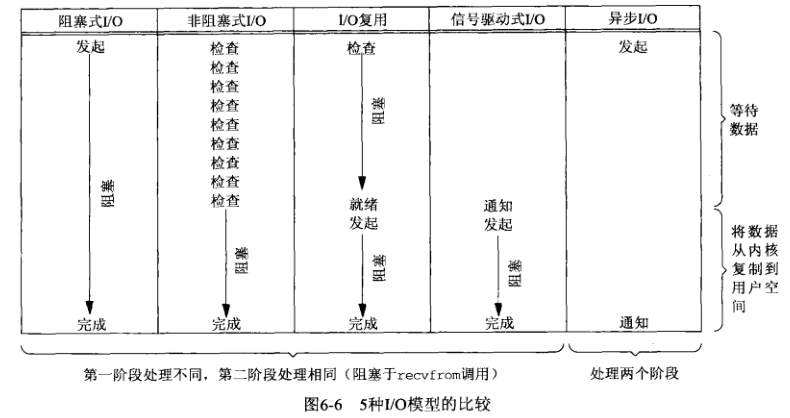 阻塞式I/O 非阻塞式I/O I/O复用 信号驱动式I/O 异步I/O
发起 检查 检查 发起
检查
检查
检查
检查
检查
检查
检查
检查
阻塞
阻塞
就绪 通知
发起 发起
阻塞
阻塞
阻塞
完成 完成 完成 完成 通知
等待
数据
将数据
从内核
复制到
用户空
间
第一阶段处理不同，第二阶段处理相同（阻塞于recvfrom调用） 处理两个阶段
图6-6 5种I/O模型的比较